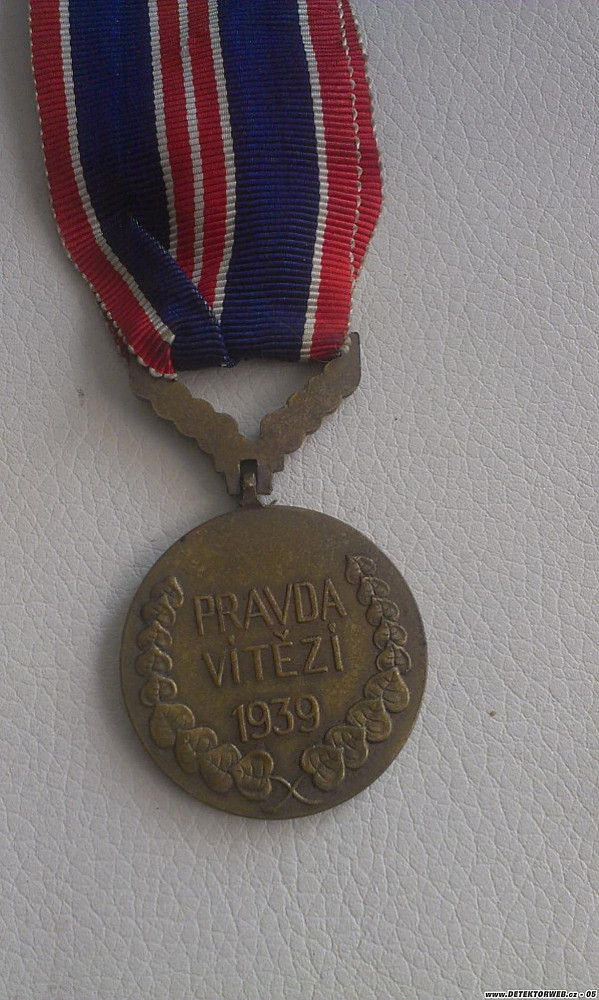 PRAVDA
VÍTĚZÍ
1939
www.DETEKTORWEB.cz - 05